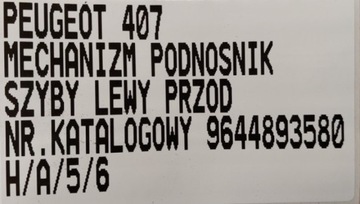 PEUGEOT 407
MECHANIZM PODNOSNIK
SZYBY LEWY PRZOD
NR.KATALOGOWY 9644893580
H/A/5/6